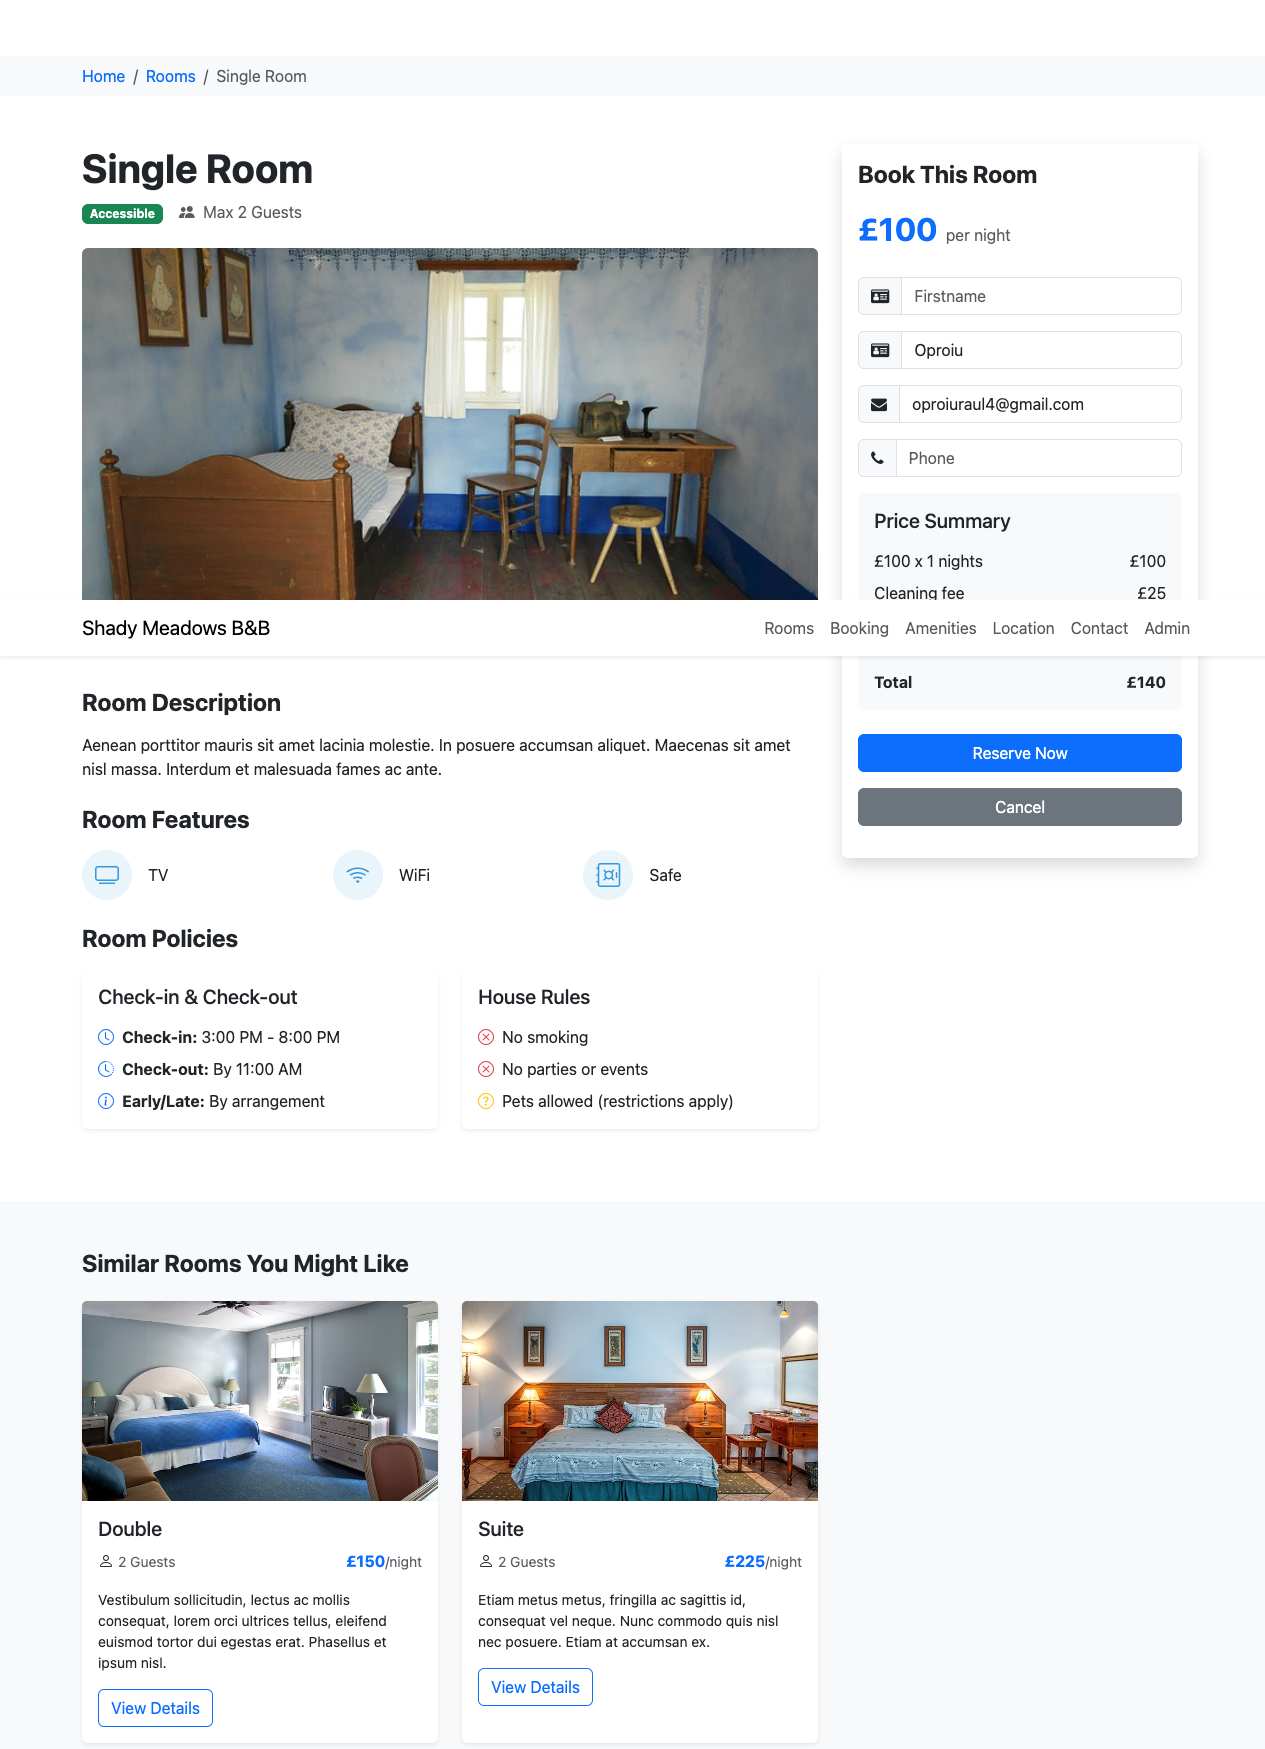 Home / Rooms / Single Room
Single Room
Accessible Max 2 Guests
Book This Room
£100 per night
Firstname
Oproiu
oproiuraul4@gmail.com
Phone
Price Summary
£100 x 1 nights £100
Cleaning fee £25
Shady Meadows B&B Rooms Booking Amenities Location Contact Admin
Total £140
Reserve Now
Cancel
Room Description
Aenean porttitor mauris sit amet lacinia molestie. In posuere accumsan aliquet. Maecenas sit amet
nisl massa. Interdum et malesuada fames ac ante.
Room Features
TV WiFi Safe
Room Policies
Check-in & Check-out
Check-in: 3:00 PM - 8:00 PM
Check-out: By 11:00 AM
Early/Late: By arrangement
House Rules
No smoking
No parties or events
Pets allowed (restrictions apply)
Similar Rooms You Might Like
Double
2 Guests £150/night
Vestibulum sollicitudin, lectus ac mollis
consequat, lorem orci ultrices tellus, eleifend
euismod tortor dui egestas erat. Phasellus et
ipsum nisl.
View Details
Suite
2 Guests £225/night
Etiam metus metus, fringilla ac sagittis id,
consequat vel neque. Nunc commodo quis nisl
nec posuere. Etiam at accumsan ex.
View Details